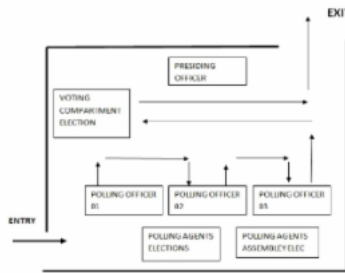 EXIT
PRESIDING
OFFICER
VOTING
COMPARTMENT
ELECTION
POLLING OFFICER
01
POLLING OFFICER
02
POLLING OFFICER
03
ENTRY
POLLING AGENTS
ELECTIONS
POLLING AGENTS
ASSEMBLEY ELEC